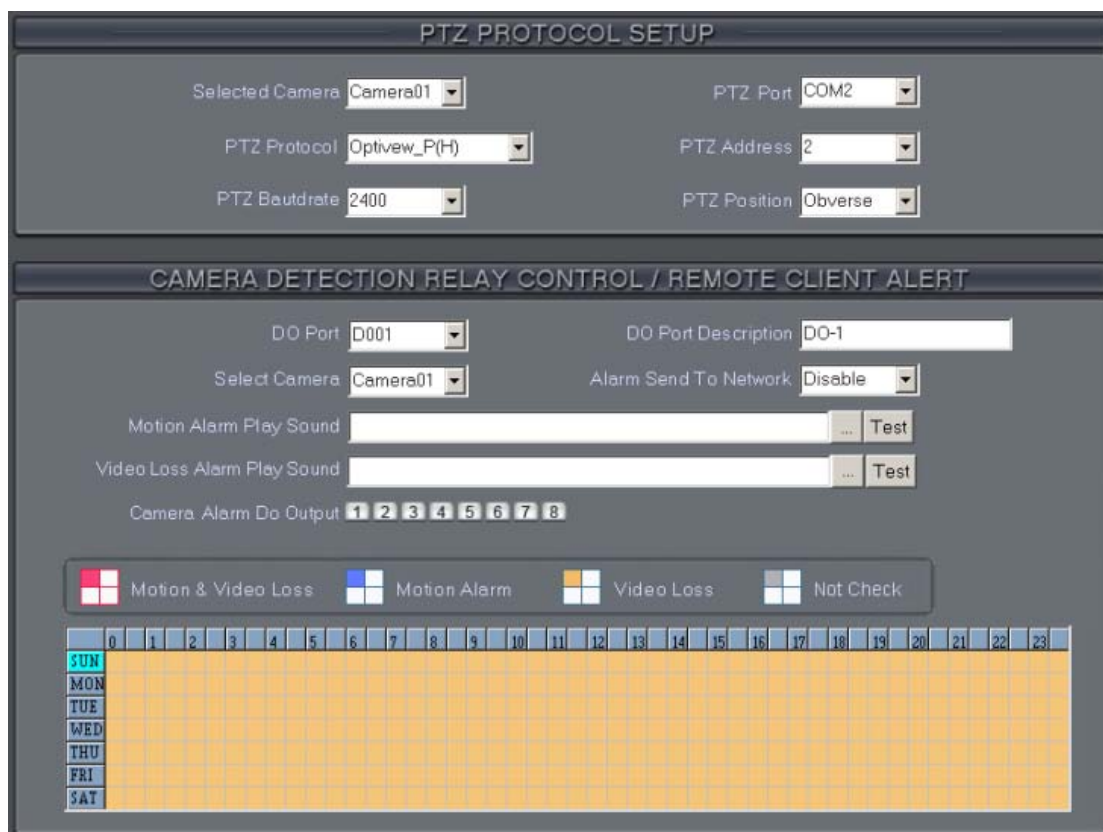 PTZ PROTOCOL SETUP
Selected Camera Camera01 PTZ Port COM2
PTZ Protocol Optivew_P(H) PTZ Address 2
PTZ Bautdrate 2400 PTZ Position Obverse
CAMERA DETECTION RELAY CONTROL / REMOTE CLIENT ALERT
DO Port D001 DO Port Description DO-1
Select Camera Camera01 Alarm Send To Network Disable
Motion Alarm Play Sound ... Test
Video Loss Alarm Play Sound ... Test
Camera Alarm Do Output 1 2 3 4 5 6 7 8
Motion & Video Loss Motion Alarm Video Loss Not Check
0 1 2 3 4 5 6 7 8 9 10 11 12 13 14 15 16 17 18 19 20 21 22 23
SUN
MON
TUE
WED
THU
FRI
SAT